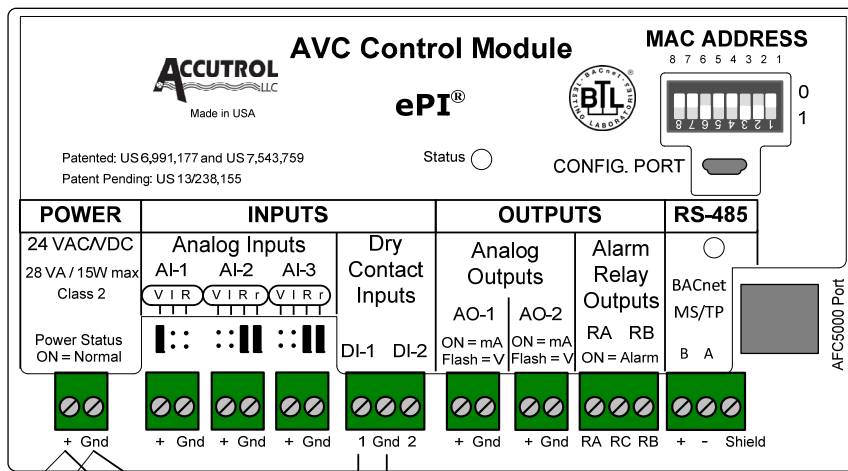 ACCUTROL LLC
Made in USA
AVC Control Module
ePI®
BACnet TESTING LABORATORIES
BTL
MAC ADDRESS
8 7 6 5 4 3 2 1
0
1
8 7 6 5 4 3 2 1
Patented: US 6,991,177 and US 7,543,759
Patent Pending: US 13/238,155
Status
CONFIG. PORT
POWER
24 VAC/VDC
28 VA / 15W max
Class 2
Power Status
ON = Normal
INPUTS
Analog Inputs
AI-1 AI-2 AI-3
V I R V I R r V I R r
Dry
Contact
Inputs
DI-1 DI-2
OUTPUTS
Analog
Outputs
AO-1 AO-2
ON = mA ON = mA
Flash = V Flash = V
Alarm
Relay
Outputs
RA RB
ON = Alarm
RS-485
BACnet
MS/TP
B A
AFC5000 Port
+ Gnd + Gnd + Gnd + Gnd 1 Gnd 2 + Gnd + Gnd RA RC RB + - Shield